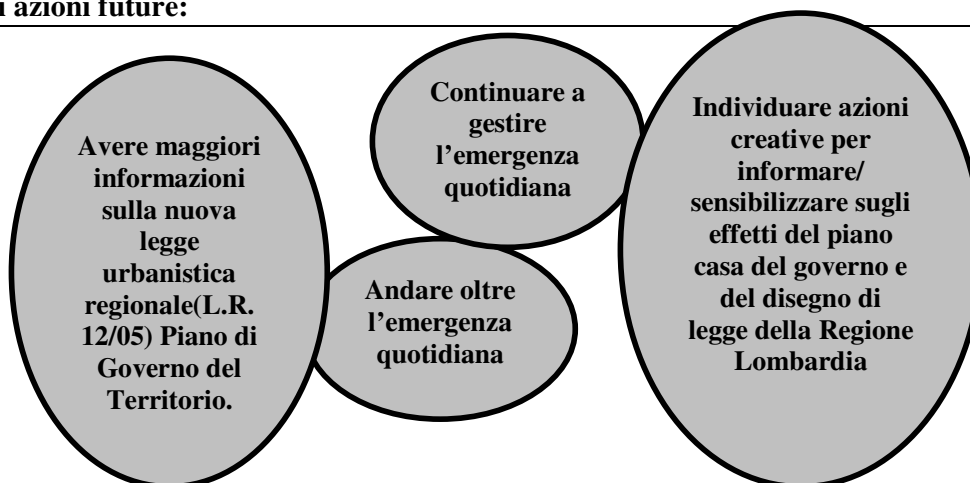 i azioni future:
Avere maggiori
informazioni
sulla nuova
legge
urbanistica
regionale(L.R.
12/05) Piano di
Governo del
Territorio.
Continuare a
gestire
l’emergenza
quotidiana
Andare oltre
l’emergenza
quotidiana
Individuare azioni
creative per
informare/
sensibilizzare sugli
effetti del piano
casa del governo e
del disegno di
legge della Regione
Lombardia